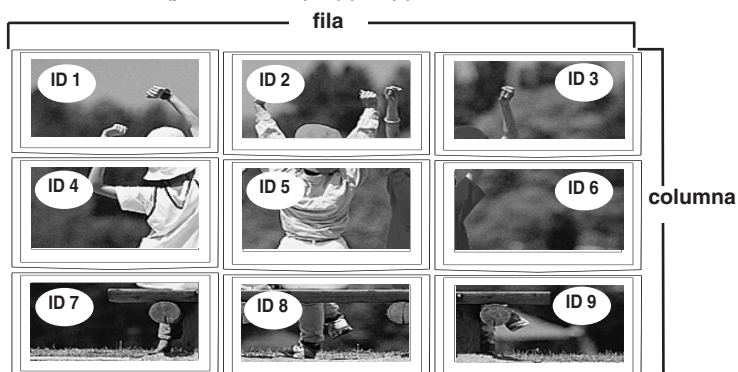 fila
ID 1
ID 2
ID 3
ID 4
ID 5
ID 6
columna
ID 7
ID 8
ID 9